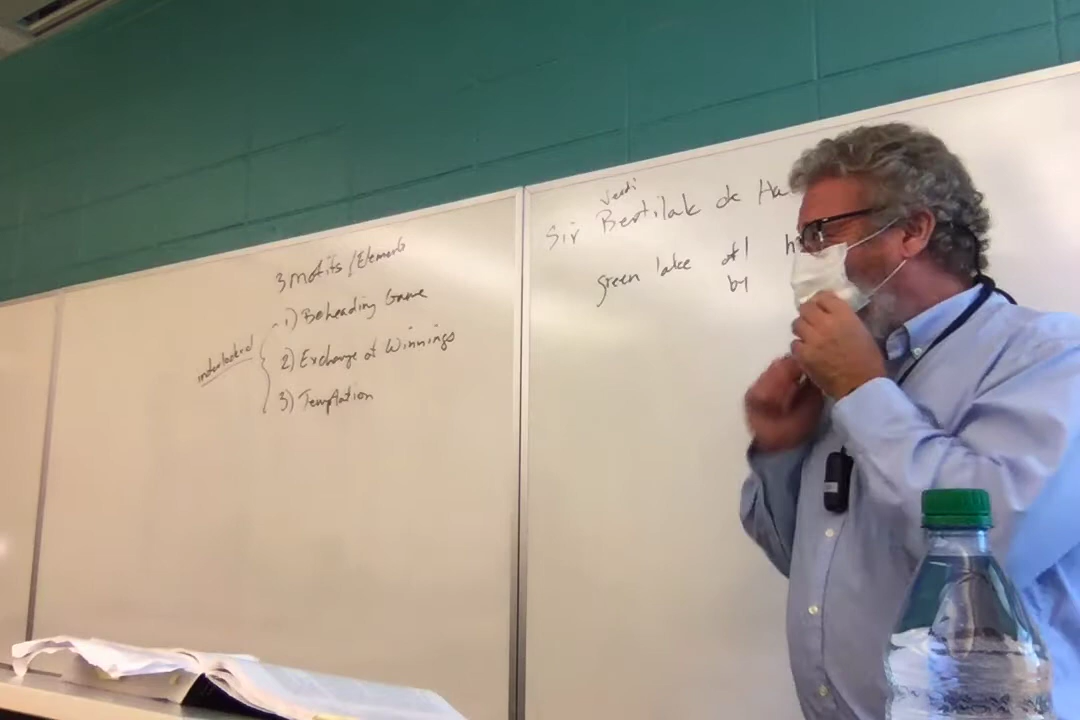 3 motifs / Elements
interlocked
1) Beheading Game
2) Exchange of Winnings
3) Temptation
Verdi
Sir Bertilak de Ha
green lake of
by